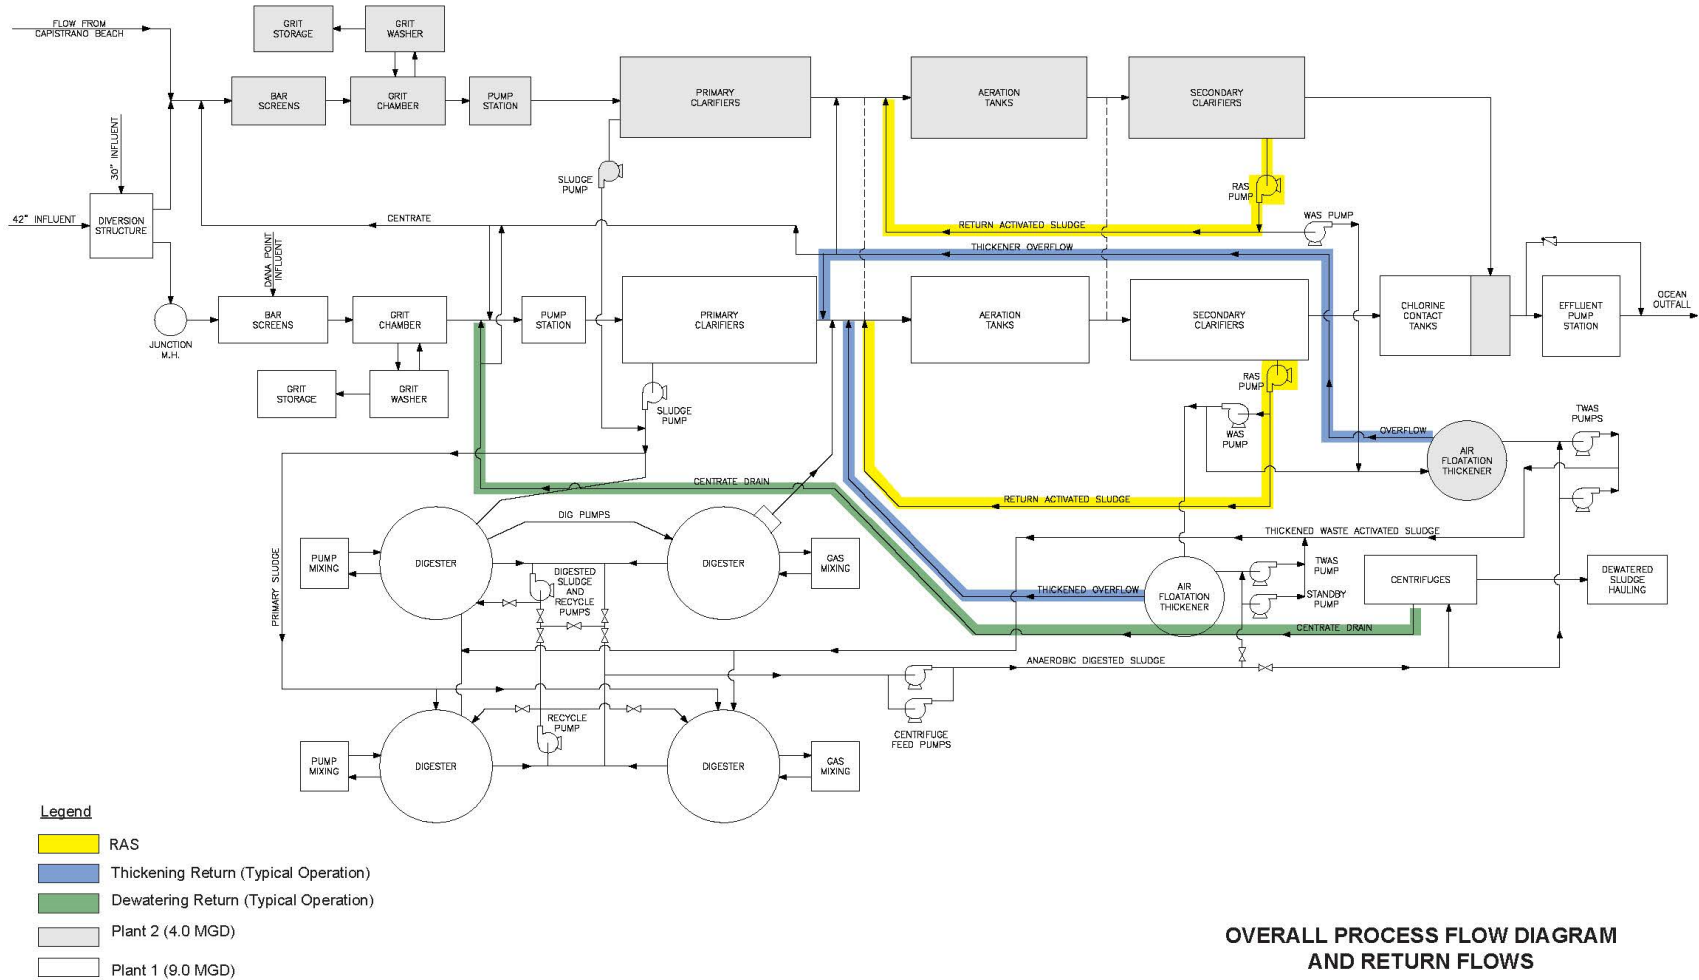 FLOW FROM
CAPISTRANO BEACH
GRIT
STORAGE
GRIT
WASHER
BAR
SCREENS
GRIT
CHAMBER
PUMP
STATION
PRIMARY
CLARIFIERS
AERATION
TANKS
SECONDARY
CLARIFIERS
30" INFLUENT
42" INFLUENT
DIVERSION
STRUCTURE
SLUDGE
PUMP
RAS
PUMP
CENTRATE
RETURN ACTIVATED SLUDGE
WAS PUMP
THICKENER OVERFLOW
DANA POINT
INFLUENT
JUNCTION
M.H.
BAR
SCREENS
GRIT
CHAMBER
PUMP
STATION
PRIMARY
CLARIFIERS
AERATION
TANKS
SECONDARY
CLARIFIERS
CHLORINE
CONTACT
TANKS
EFFLUENT
PUMP
STATION
OCEAN
OUTFALL
GRIT
STORAGE
GRIT
WASHER
SLUDGE
PUMP
RAS
PUMP
WAS
PUMP
OVERFLOW
AIR
FLOATATION
THICKENER
TWAS
PUMPS
CENTRATE DRAIN
RETURN ACTIVATED SLUDGE
DIG PUMPS
THICKENED WASTE ACTIVATED SLUDGE
PRIMARY SLUDGE
PUMP
MIXING
DIGESTER
DIGESTED
SLUDGE
AND
RECYCLE
PUMPS
DIGESTER
GAS
MIXING
THICKENED OVERFLOW
AIR
FLOATATION
THICKENER
TWAS
PUMP
STANDBY
PUMP
CENTRIFUGES
DEWATERED
SLUDGE
HAULING
CENTRATE DRAIN
ANAEROBIC DIGESTED SLUDGE
RECYCLE
PUMP
CENTRIFUGE
FEED PUMPS
PUMP
MIXING
DIGESTER
DIGESTER
GAS
MIXING
Legend
RAS
Thickening Return (Typical Operation)
Dewatering Return (Typical Operation)
Plant 2 (4.0 MGD)
Plant 1 (9.0 MGD)
OVERALL PROCESS FLOW DIAGRAM
AND RETURN FLOWS